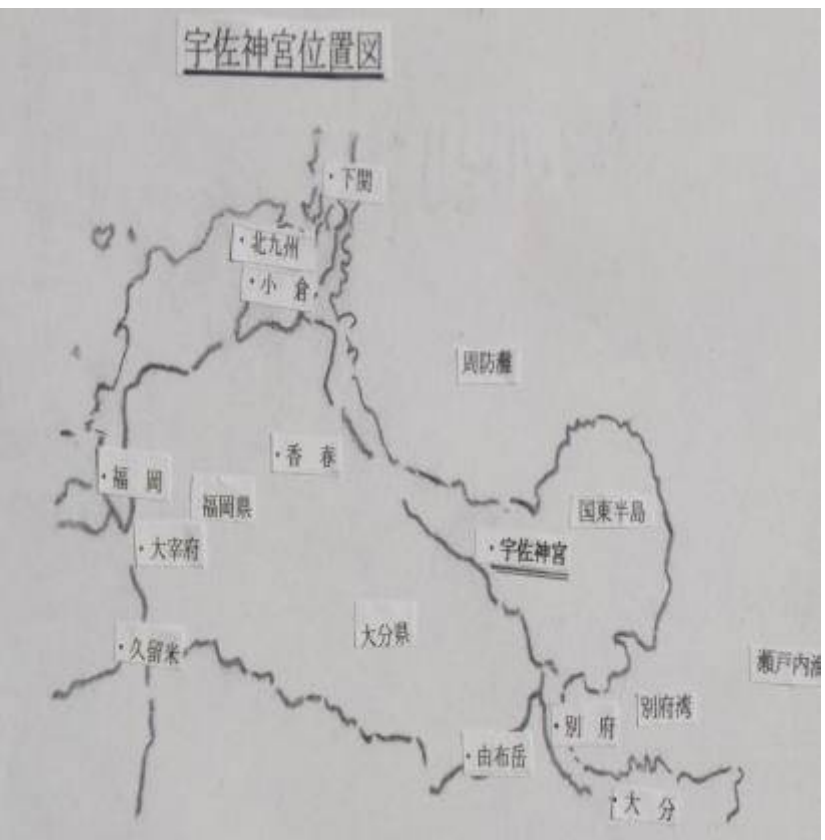 宇佐神宮位置図
・下関
・北九州
・小倉
周防灘
・香春
・福岡
福岡県
国東半島
・大宰府
・宇佐神宮
大分県
・久留米
瀬戸内海
別府湾
・別府
・由布岳
・大分